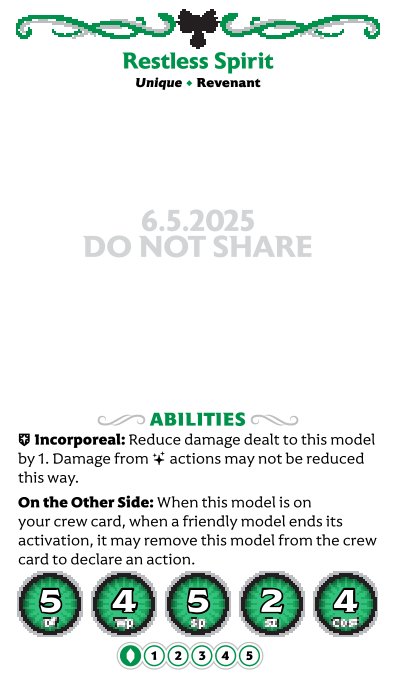 Restless Spirit
Unique ⬥ Revenant
6.5.2025
DO NOT SHARE
ABILITIES
Incorporeal: Reduce damage dealt to this model
by 1. Damage from actions may not be reduced
this way.
On the Other Side: When this model is on
your crew card, when a friendly model ends its
activation, it may remove this model from the crew
card to declare an action.
5 4 5 2 4
df wp sp sz cost
1 2 3 4 5